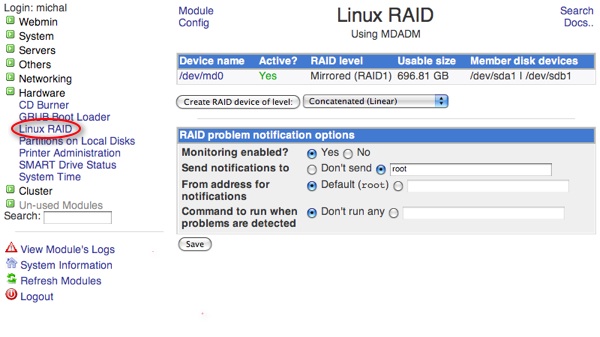 Login: michal
Webmin
System
Servers
Others
Networking
Hardware
CD Burner
GRUB Boot Loader
Linux RAID
Partitions on Local Disks
Printer Administration
SMART Drive Status
System Time
Cluster
Un-used Modules
Search:
View Module's Logs
System Information
Refresh Modules
Logout
Module
Config
Linux RAID
Using MDADM
Search
Docs..
Device name Active? RAID level Usable size Member disk devices
/dev/md0 Yes Mirrored (RAID1) 696.81 GB /dev/sda1 | /dev/sdb1
Create RAID device of level: Concatenated (Linear)
RAID problem notification options
Monitoring enabled? Yes No
Send notifications to Don't send root
From address for notifications Default (root)
Command to run when problems are detected Don't run any
Save